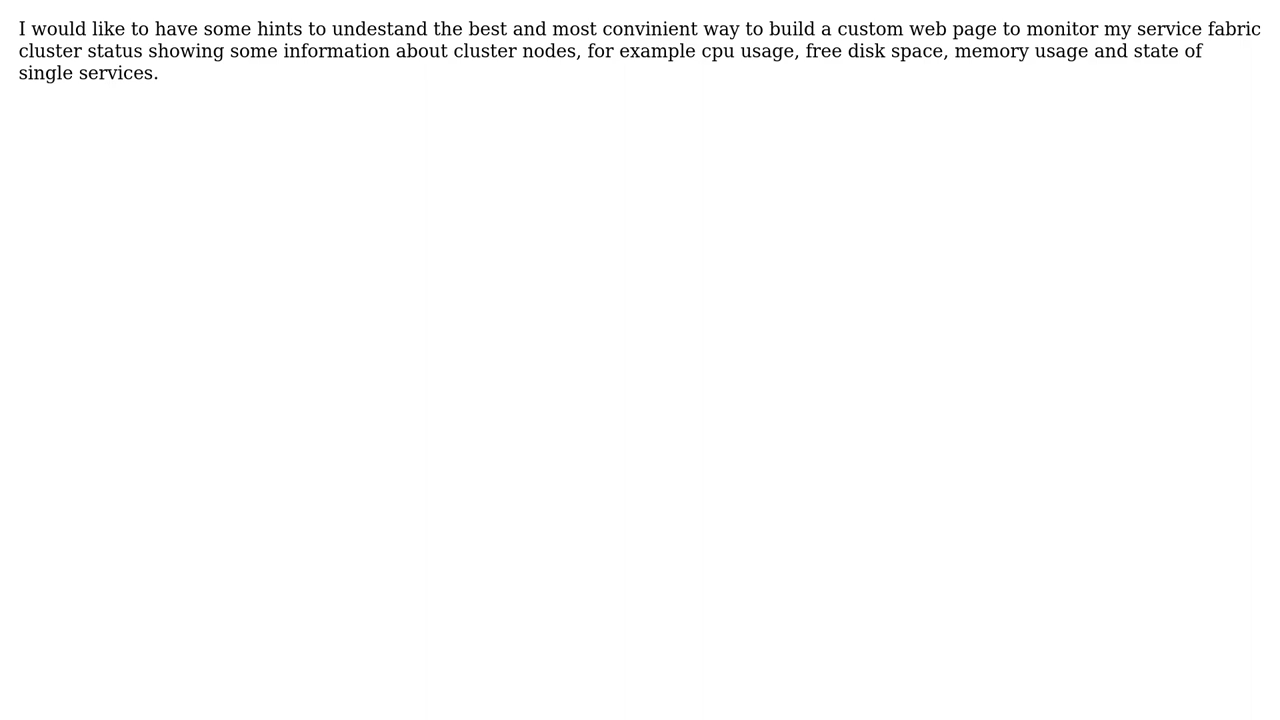 I would like to have some hints to undestand the best and most convinient way to build a custom web page to monitor my service fabric
cluster status showing some information about cluster nodes, for example cpu usage, free disk space, memory usage and state of
single services.